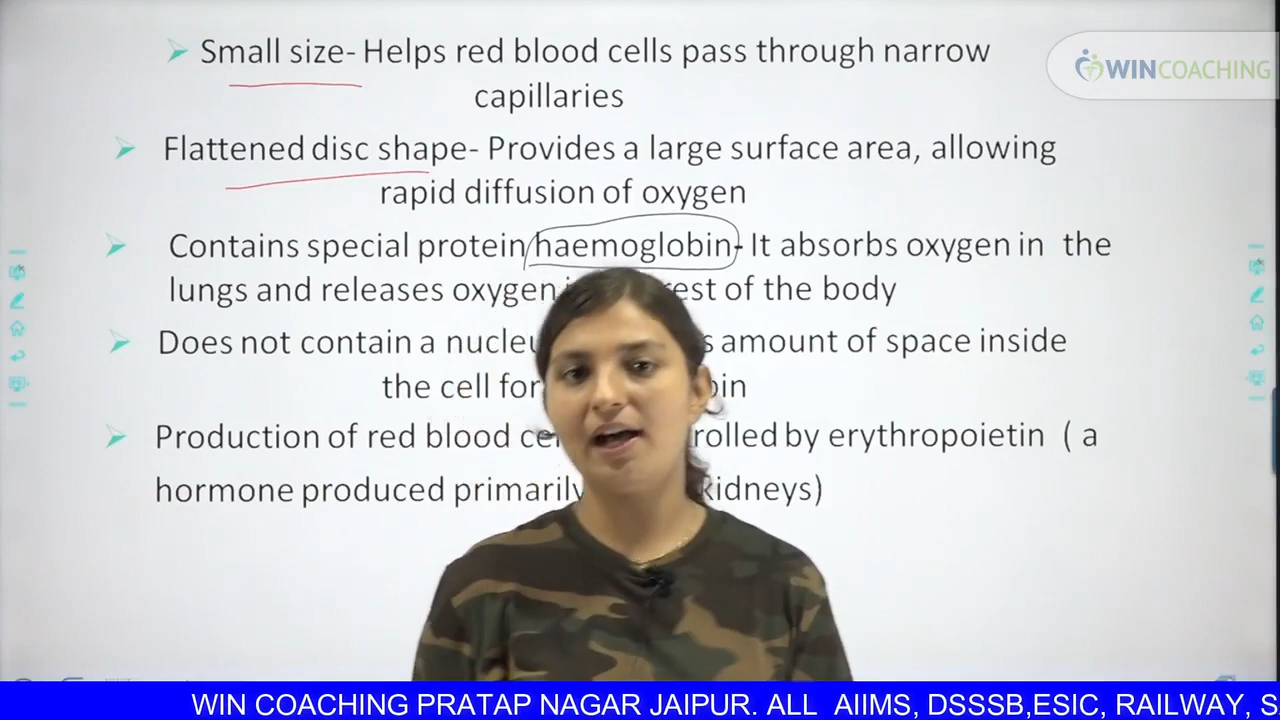 Small size- Helps red blood cells pass through narrow
WINCOACHING
capillaries
Flattened disc shape- Provides a large surface area, allowing
rapid diffusion of oxygen
Contains special protein haemoglobin- It absorbs oxygen in the
lungs and releases oxygen rest of the body
Does not contain a amount of space inside
the cell
Production of red blood by erythropoietin ( a
hormone produced primarily kidneys)
WIN COACHING PRATAP NAGAR JAIPUR. ALL AIIMS, DSSSB,ESIC, RAILWAY, S